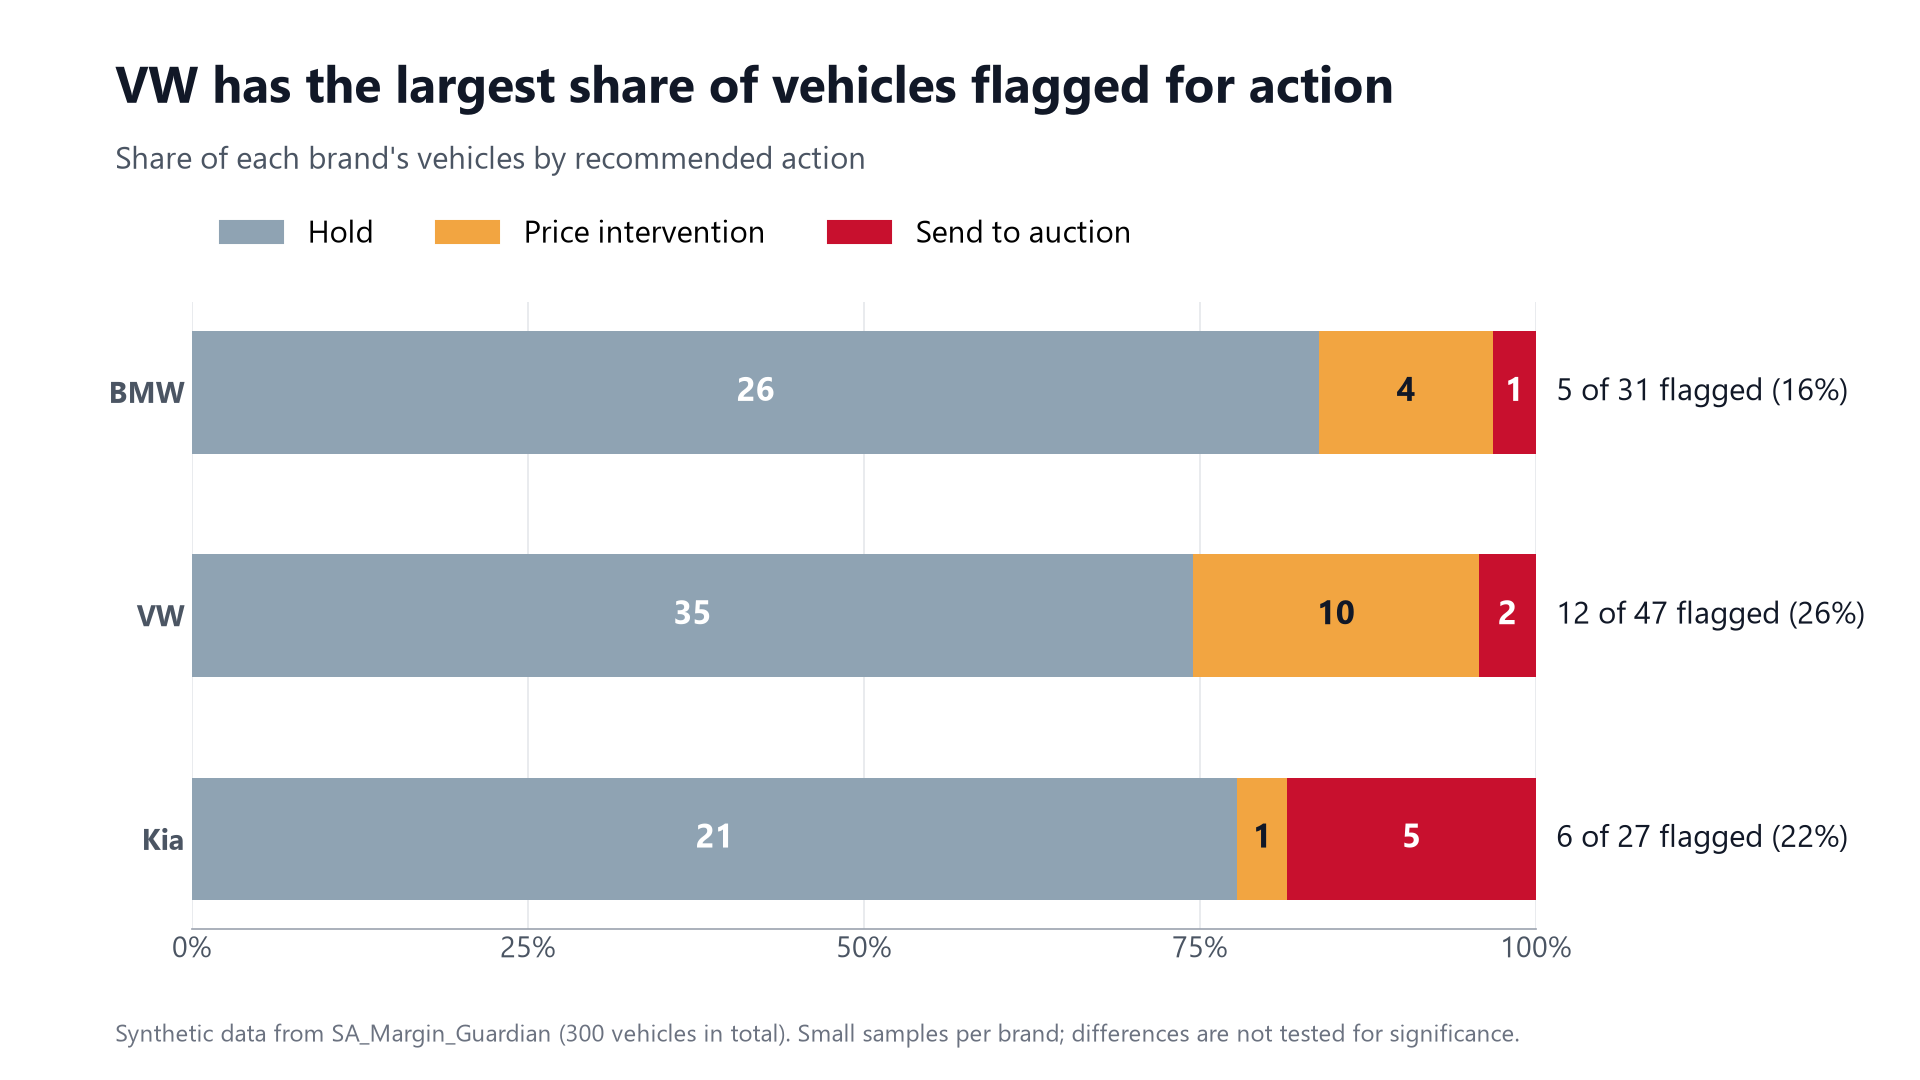 VW has the largest share of vehicles flagged for action
Share of each brand's vehicles by recommended action
Hold Price intervention Send to auction
BMW 26 4 1 5 of 31 flagged (16%)
VW 35 10 2 12 of 47 flagged (26%)
Kia 21 1 5 6 of 27 flagged (22%)
0% 25% 50% 75% 100%
Synthetic data from SA_Margin_Guardian (300 vehicles in total). Small samples per brand; differences are not tested for significance.